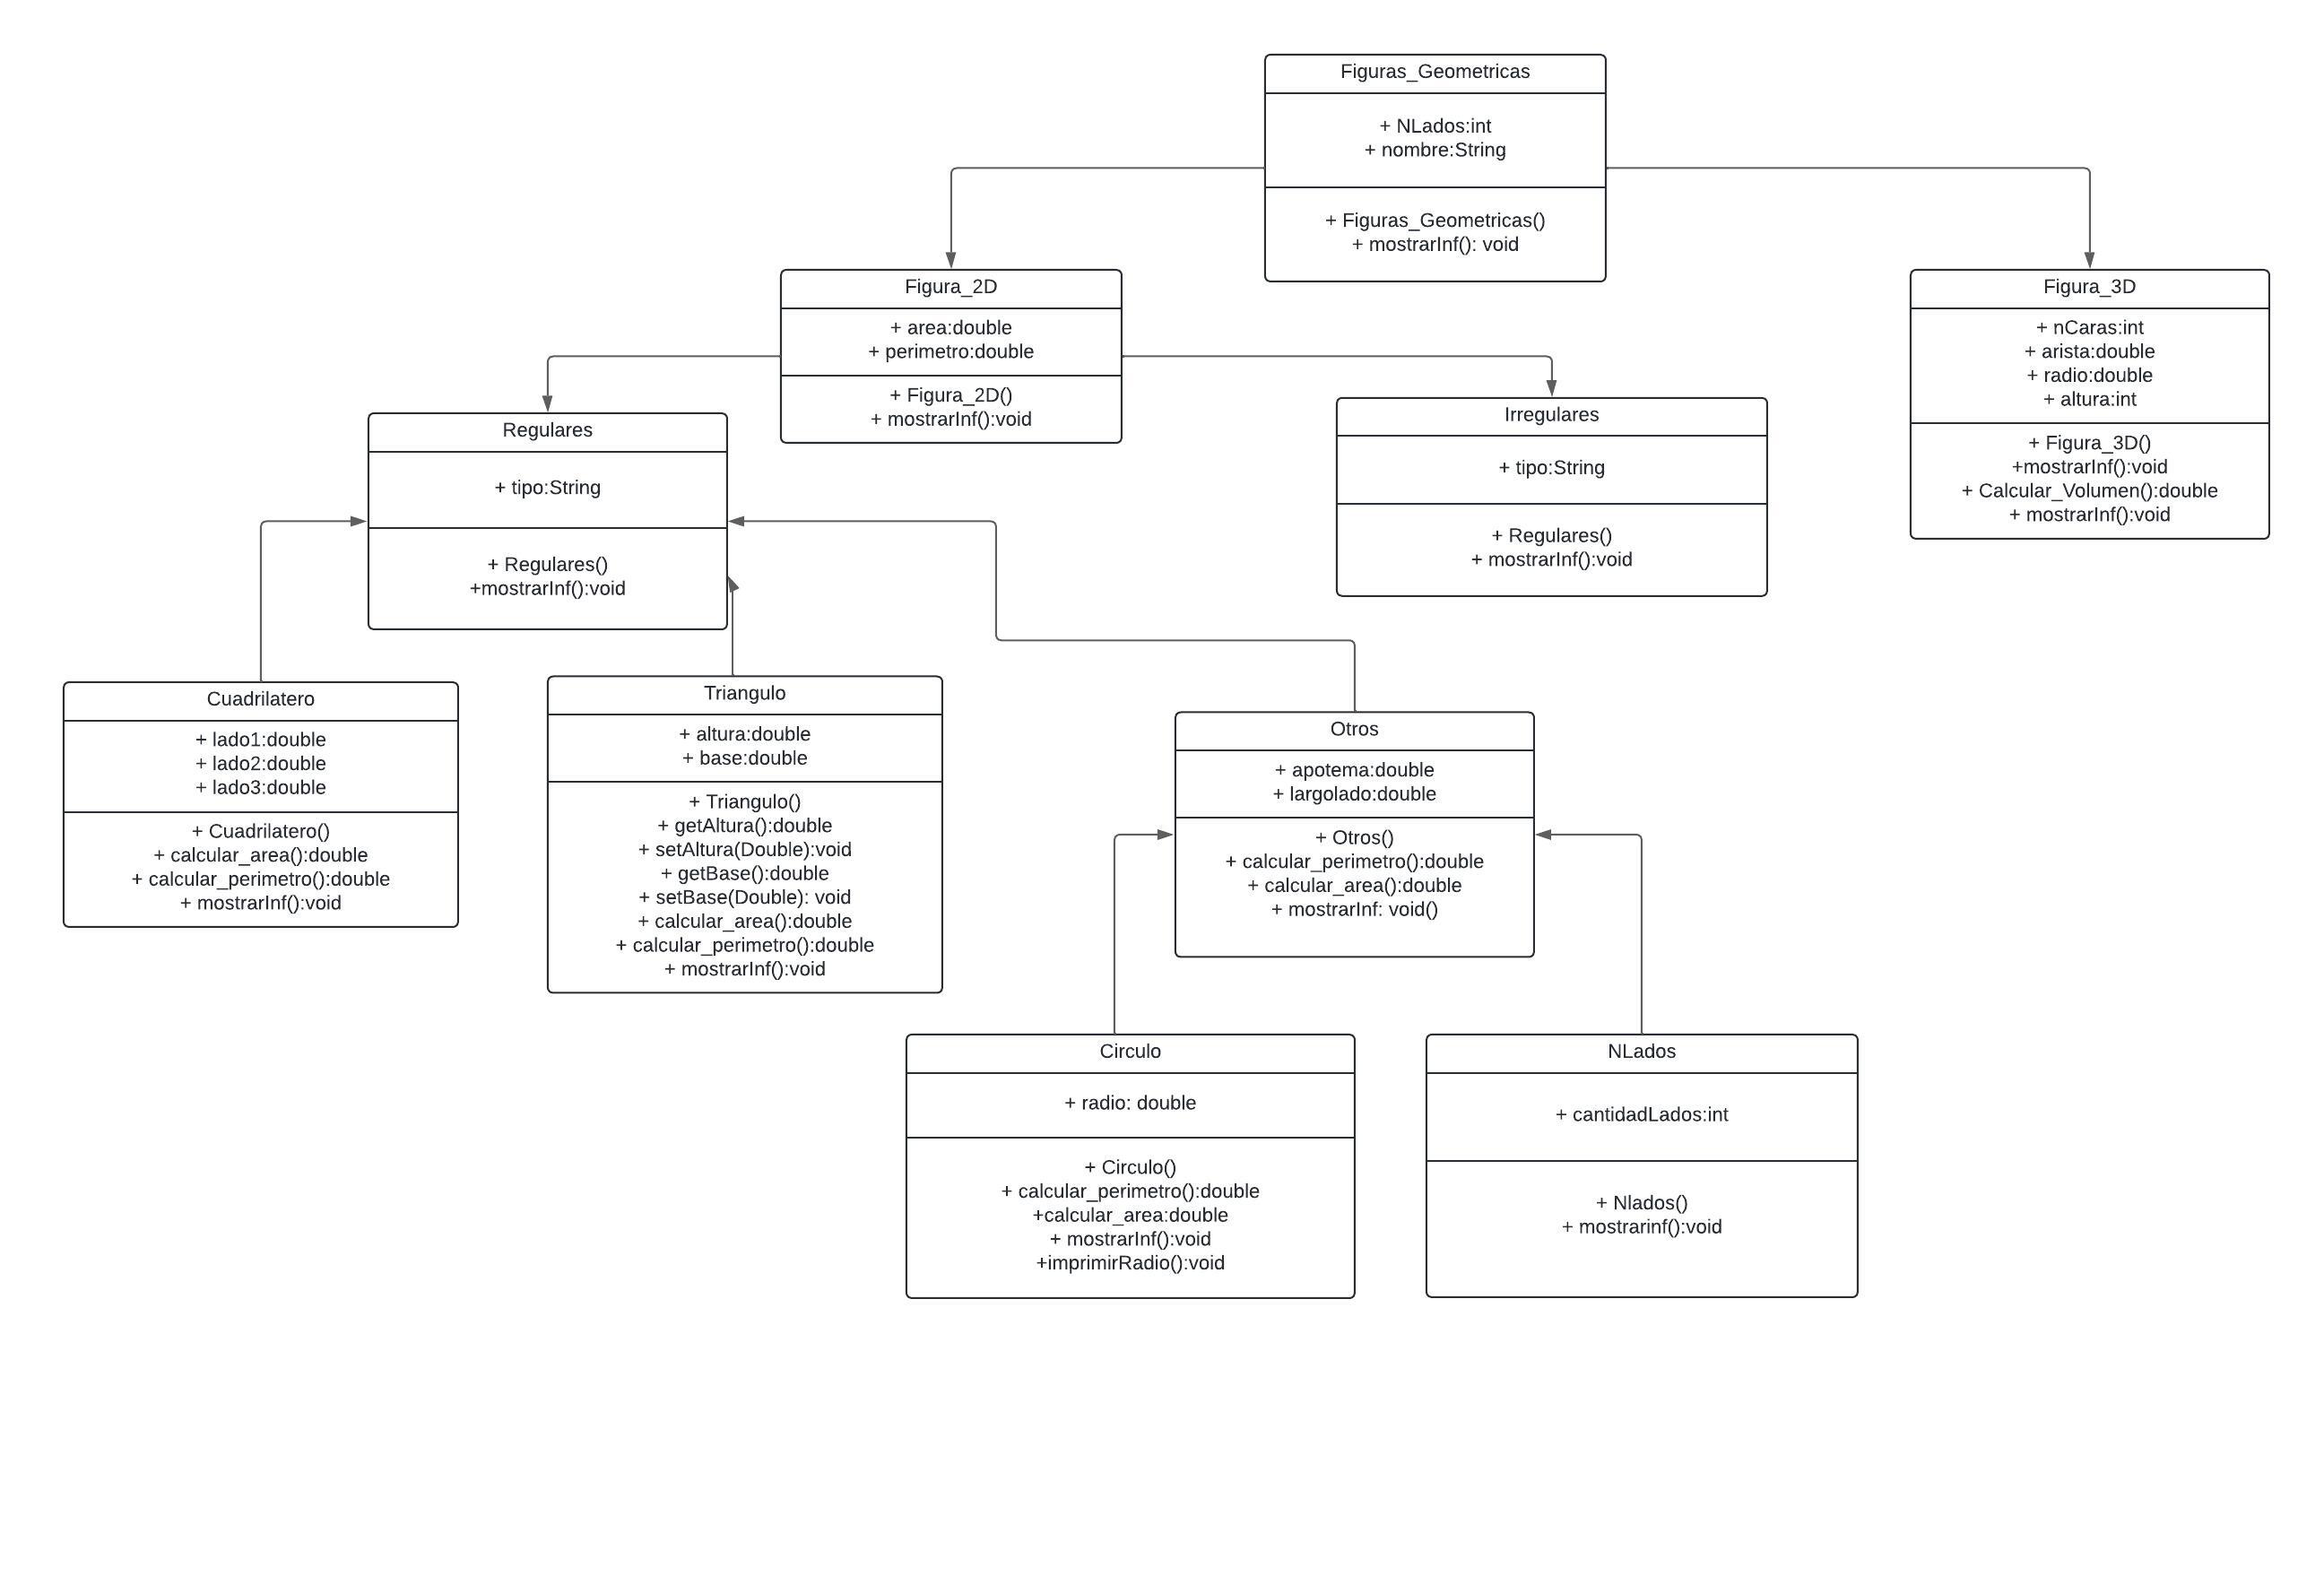 Figuras_Geometricas
+ NLados:int
+ nombre:String
+ Figuras_Geometricas()
+ mostrarInf(): void
Figura_2D
+ area:double
+ perimetro:double
+ Figura_2D()
+ mostrarInf():void
Figura_3D
+ nCaras:int
+ arista:double
+ radio:double
+ altura:int
+ Figura_3D()
+mostrarInf():void
+ Calcular_Volumen():double
+ mostrarInf():void
Regulares
+ tipo:String
+ Regulares()
+mostrarInf():void
Irregulares
+ tipo:String
+ Regulares()
+ mostrarInf():void
Cuadrilatero
+ lado1:double
+ lado2:double
+ lado3:double
+ Cuadrilatero()
+ calcular_area():double
+ calcular_perimetro():double
+ mostrarInf():void
Triangulo
+ altura:double
+ base:double
+ Triangulo()
+ getAltura():double
+ setAltura(Double):void
+ getBase():double
+ setBase(Double): void
+ calcular_area():double
+ calcular_perimetro():double
+ mostrarInf():void
Otros
+ apotema:double
+ largolado:double
+ Otros()
+ calcular_perimetro():double
+ calcular_area():double
+ mostrarInf: void()
Circulo
+ radio: double
+ Circulo()
+ calcular_perimetro():double
+calcular_area:double
+ mostrarInf():void
+imprimirRadio():void
NLados
+ cantidadLados:int
+ Nlados()
+ mostrarinf():void